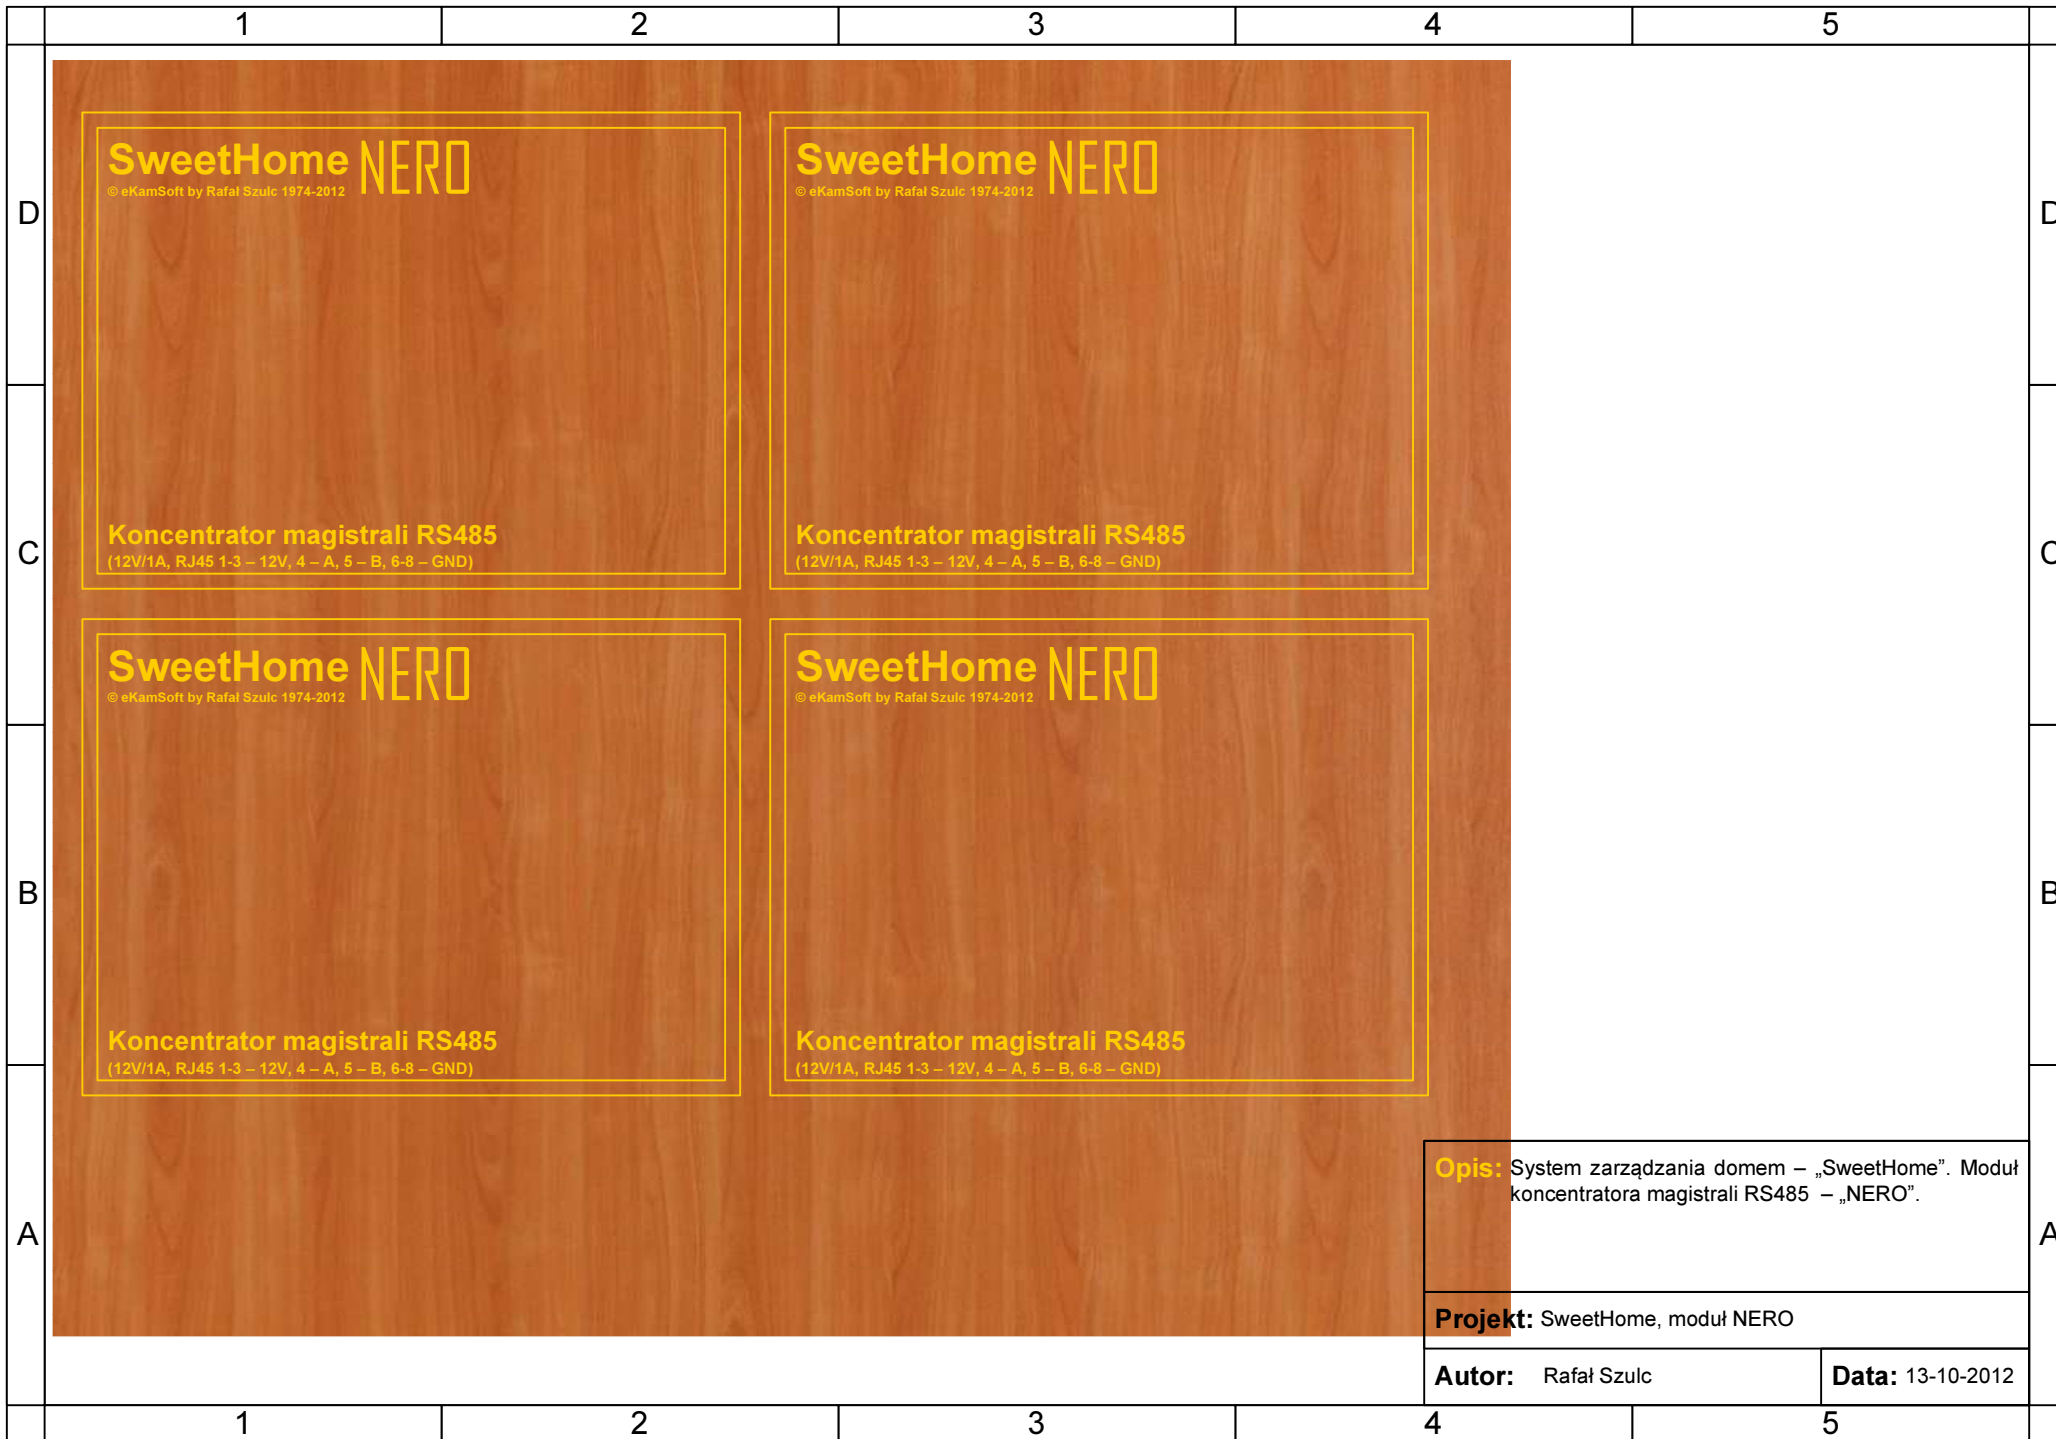 1 2 3 4 5
D D
SweetHome NERO
© eKamSoft by Rafał Szulc 1974-2012
Koncentrator magistrali RS485
(12V/1A, RJ45 1-3 – 12V, 4 – A, 5 – B, 6-8 – GND)
SweetHome NERO
© eKamSoft by Rafał Szulc 1974-2012
Koncentrator magistrali RS485
(12V/1A, RJ45 1-3 – 12V, 4 – A, 5 – B, 6-8 – GND)
C C
SweetHome NERO
© eKamSoft by Rafał Szulc 1974-2012
Koncentrator magistrali RS485
(12V/1A, RJ45 1-3 – 12V, 4 – A, 5 – B, 6-8 – GND)
SweetHome NERO
© eKamSoft by Rafał Szulc 1974-2012
Koncentrator magistrali RS485
(12V/1A, RJ45 1-3 – 12V, 4 – A, 5 – B, 6-8 – GND)
B B
A A
Opis: System zarządzania domem – „SweetHome”. Moduł
koncentratora magistrali RS485 – „NERO”.
Projekt: SweetHome, moduł NERO
Autor: Rafał Szulc
Data: 13-10-2012
1 2 3 4 5